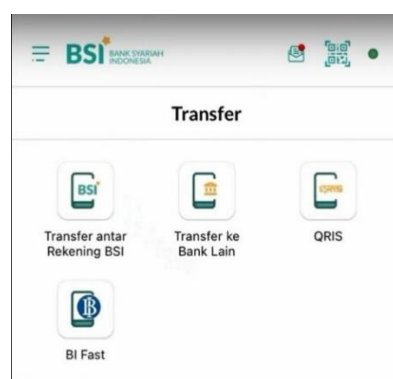 BSI BANK SYARIAH
INDONESIA
Transfer
BSI
QRIS
Transfer antar
Rekening BSI
Transfer ke
Bank Lain
QRIS
BI Fast